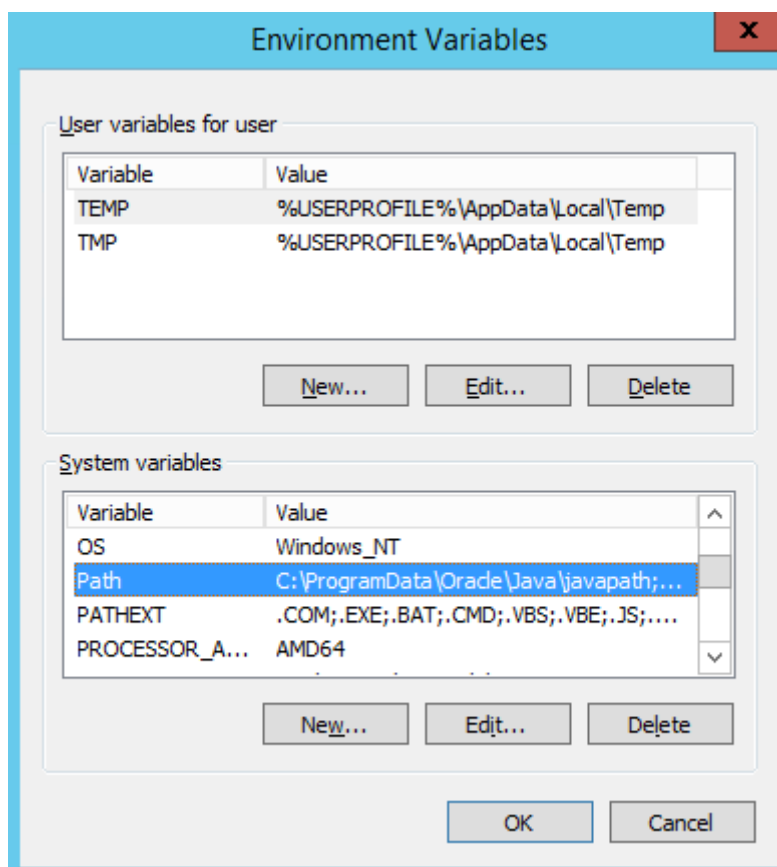 Environment Variables
x
User variables for user
Variable Value
TEMP %USERPROFILE%\AppData\Local\Temp
TMP %USERPROFILE%\AppData\Local\Temp
New... Edit... Delete
System variables
Variable Value
OS Windows_NT
Path C:\ProgramData\Oracle\Java\javapath;...
PATHEXT .COM;.EXE;.BAT;.CMD;.VBS;.VBE;.JS;....
PROCESSOR_A... AMD64
New... Edit... Delete
OK Cancel